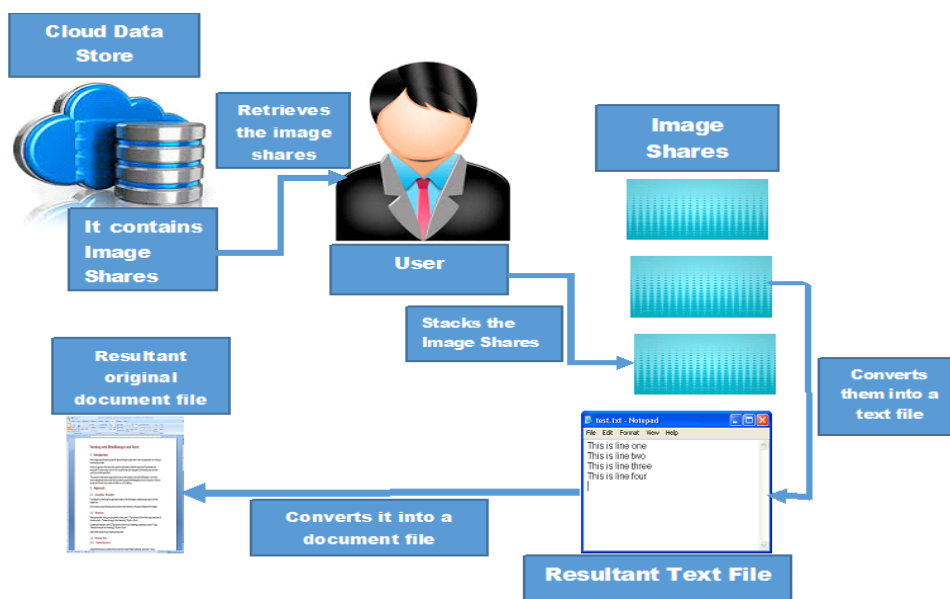 Cloud Data
Store
Retrieves
the image
shares
It contains
Image
Shares
User
Image
Shares
Stacks the
Image Shares
Converts
them into a
text file
test.txt - Notepad
File Edit Format View Help
This is line one
This is line two
This is line three
This is line four
Resultant Text File
Converts it into a
document file
Resultant
original
document file